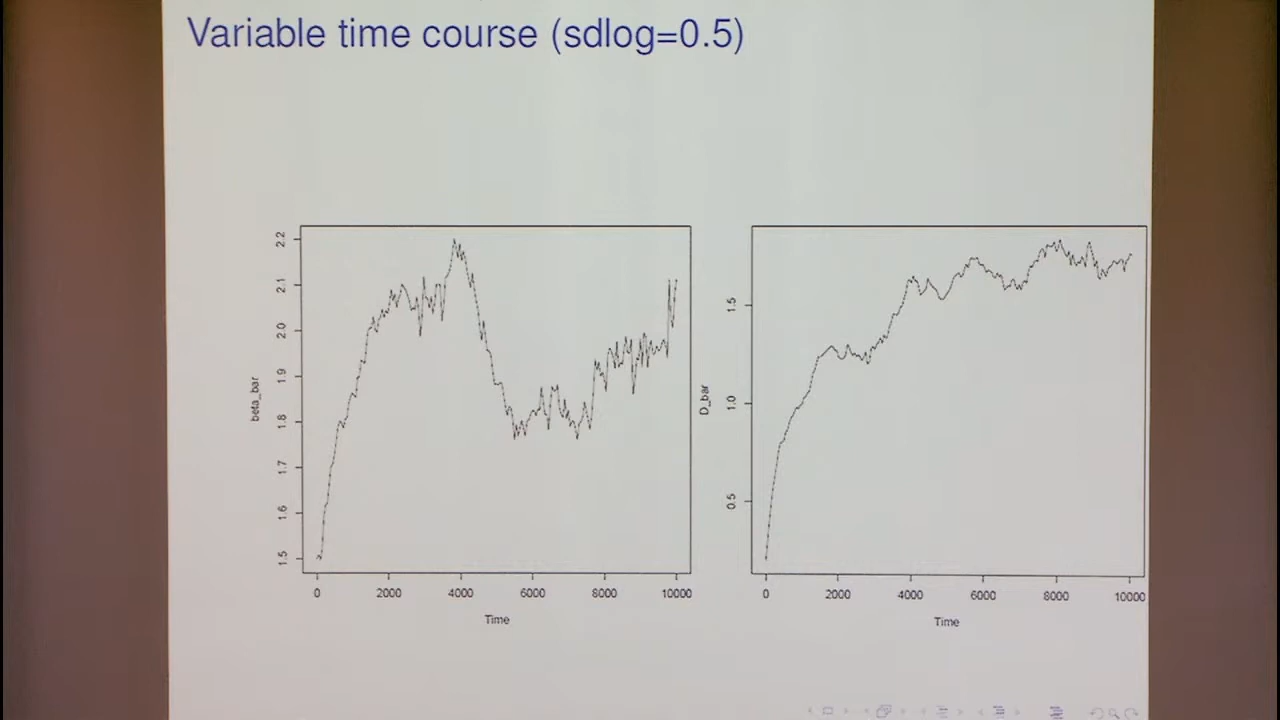 Variable time course (sdlog=0.5)
beta_bar
2.2
2.1
2.0
1.9
1.8
1.7
1.6
1.5
0 2000 4000 6000 8000 10000
Time
D_bar
1.5
1.0
0.5
0 2000 4000 6000 8000 10000
Time